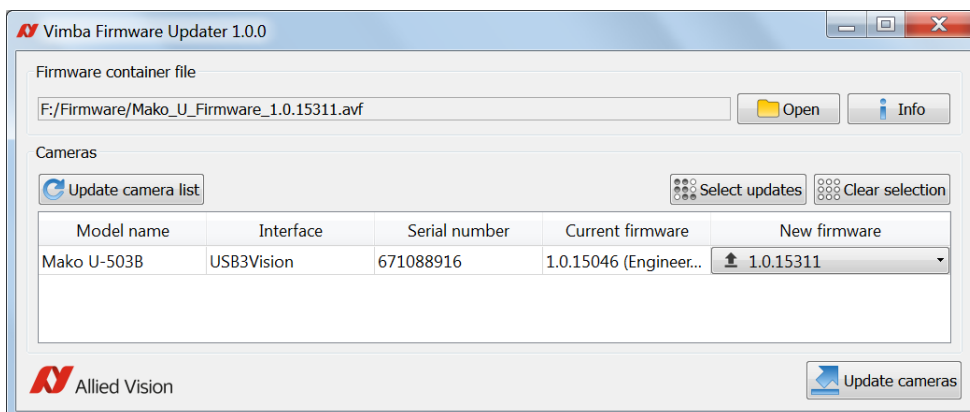 Vimba Firmware Updater 1.0.0
Firmware container file
F:/Firmware/Mako_U_Firmware_1.0.15311.avf Open Info
Cameras
Update camera list Select updates Clear selection
Model name Interface Serial number Current firmware New firmware
Mako U-503B USB3Vision 671088916 1.0.15046 (Engineer... 1.0.15311
Allied Vision Update cameras